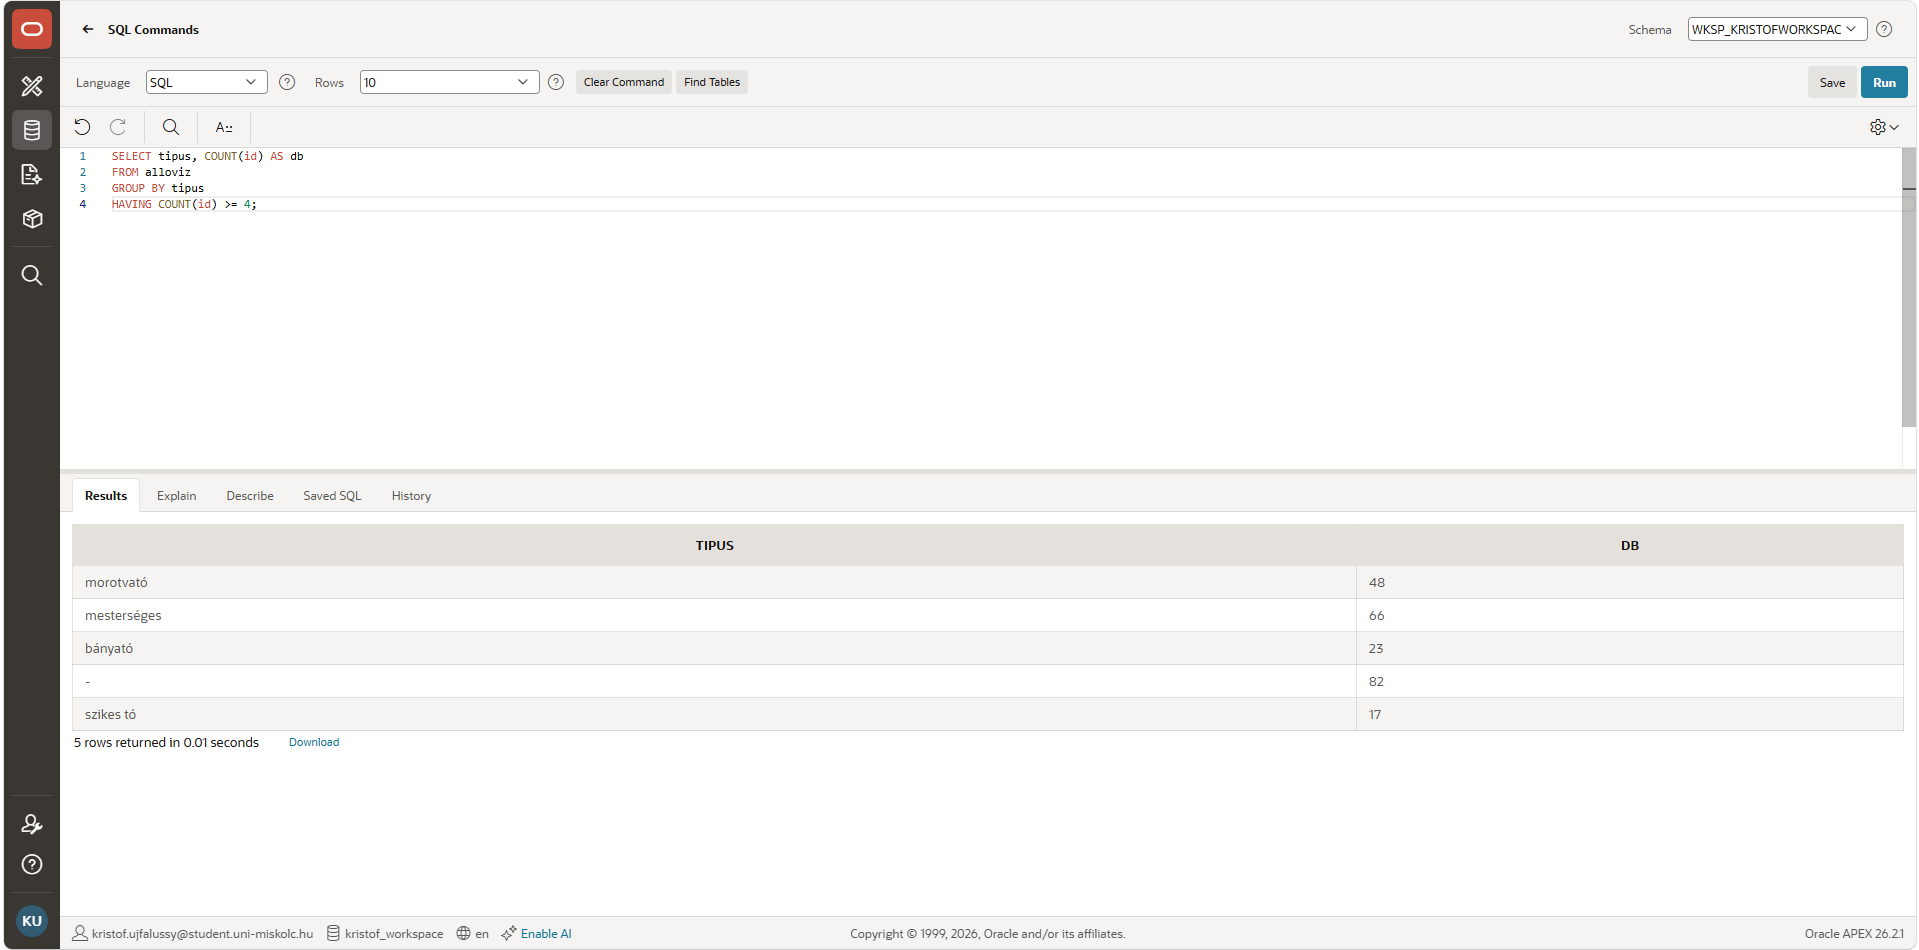 SQL Commands
Schema WKSP_KRISTOFWORKSPAC ?
Language SQL ? Rows 10 ? Clear Command Find Tables Save Run
A::
1 SELECT tipus, COUNT(id) AS db
2 FROM alloviz
3 GROUP BY tipus
4 HAVING COUNT(id) >= 4;
Results Explain Describe Saved SQL History
TIPUS DB
morotvató 48
mesterséges 66
bányató 23
- 82
szikes tó 17
5 rows returned in 0.01 seconds Download
KU
kristof.ujfalussy@student.uni-miskolc.hu kristof_workspace en Enable AI Copyright © 1999, 2026, Oracle and/or its affiliates. Oracle APEX 26.2.1